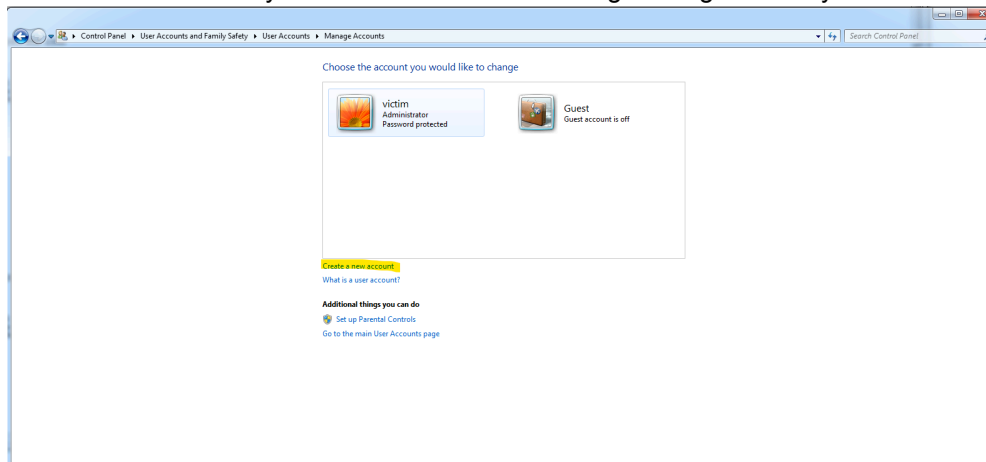 Control Panel ▸ User Accounts and Family Safety ▸ User Accounts ▸ Manage Accounts
Search Control Panel
Choose the account you would like to change
victim
Administrator
Password protected
Guest
Guest account is off
Create a new account
What is a user account?
Additional things you can do
Set up Parental Controls
Go to the main User Accounts page